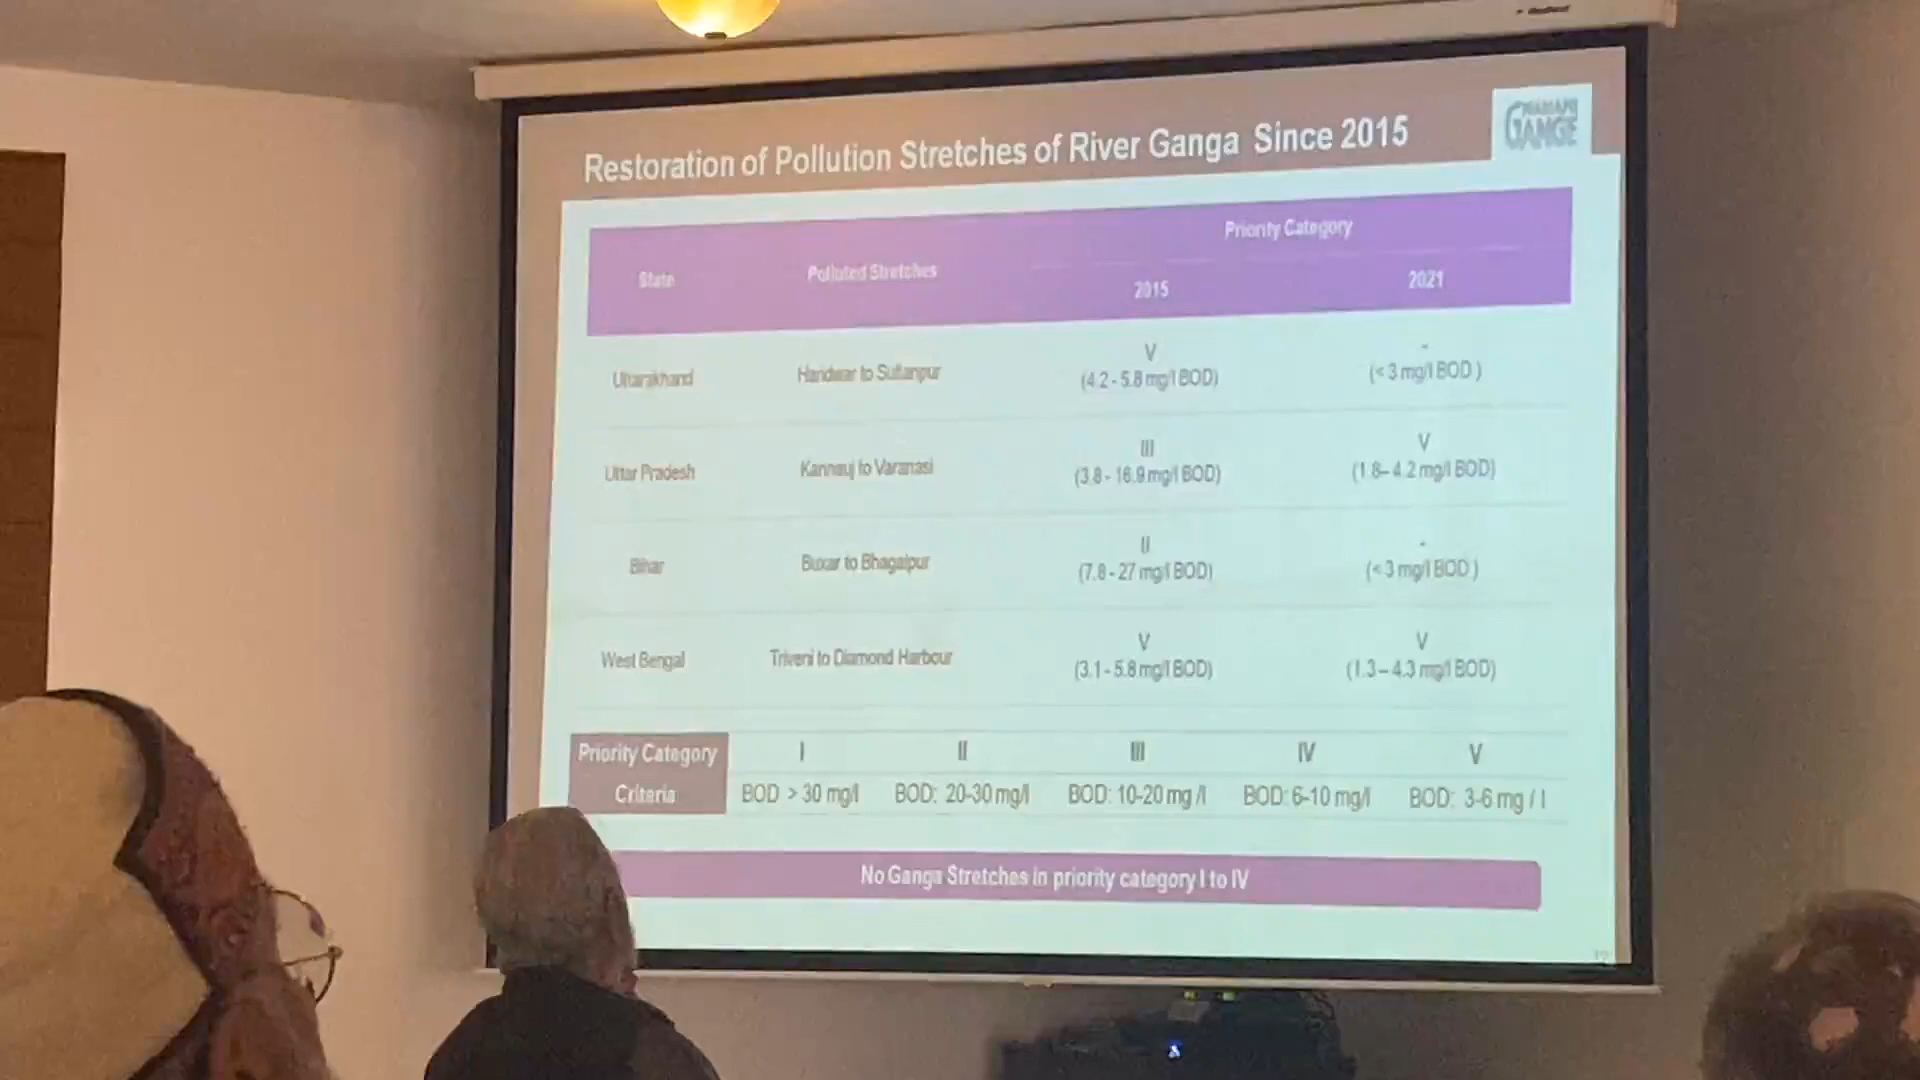 Restoration of Pollution Stretches of River Ganga Since 2015
NAMAMI
GANGE
Priority Category
State Polluted Stretches 2015 2021
Uttarakhand Haridwar to Sultanpur V -
(4.2 - 5.8 mg/l BOD) (< 3 mg/l BOD )
Uttar Pradesh Kannauj to Varanasi III V
(3.8 - 16.9 mg/l BOD) (1.8– 4.2 mg/l BOD)
Bihar Buxar to Bhagalpur II -
(7.8 - 27 mg/l BOD) (< 3 mg/l BOD )
West Bengal Triveni to Diamond Harbour V V
(3.1 - 5.8 mg/l BOD) (1.3 – 4.3 mg/l BOD)
Priority Category I II III IV V
Criteria BOD > 30 mg/l BOD: 20-30 mg/l BOD: 10-20 mg /l BOD: 6-10 mg/l BOD: 3-6 mg / l
No Ganga Stretches in priority category I to IV